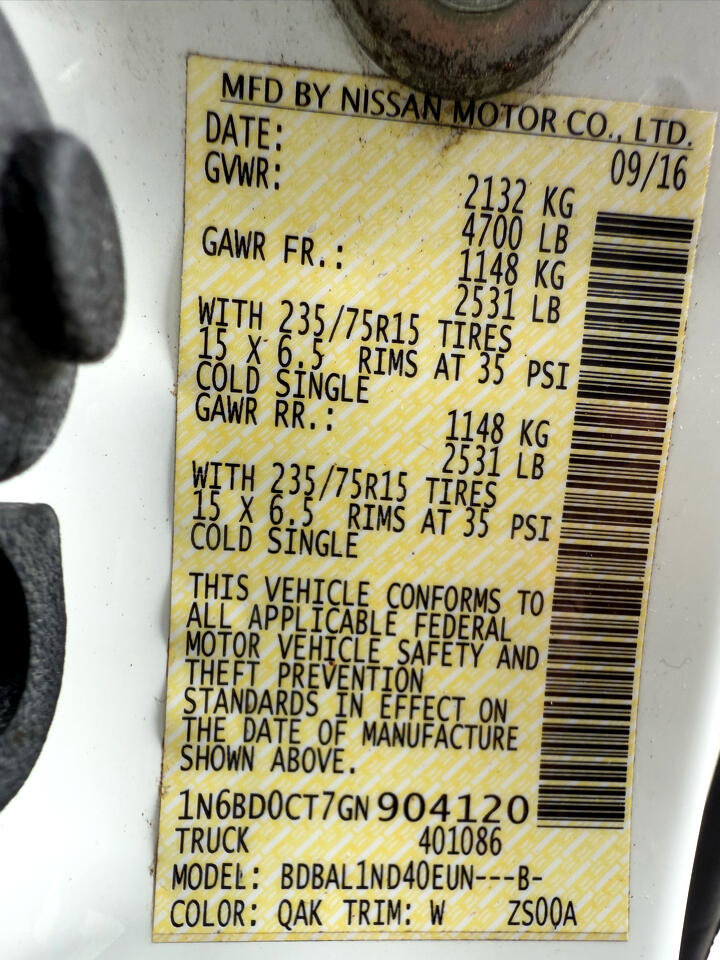 MFD BY NISSAN MOTOR CO., LTD.
DATE: 09/16
GVWR: 2132 KG
4700 LB
GAWR FR.: 1148 KG
2531 LB
WITH 235/75R15 TIRES
15 X 6.5 RIMS AT 35 PSI
COLD SINGLE
GAWR RR.: 1148 KG
2531 LB
WITH 235/75R15 TIRES
15 X 6.5 RIMS AT 35 PSI
COLD SINGLE
THIS VEHICLE CONFORMS TO
ALL APPLICABLE FEDERAL
MOTOR VEHICLE SAFETY AND
THEFT PREVENTION
STANDARDS IN EFFECT ON
THE DATE OF MANUFACTURE
SHOWN ABOVE.
1N6BD0CT7GN904120
TRUCK 401086
MODEL: BDBAL1ND40EUN---B-
COLOR: QAK TRIM: W ZS00A